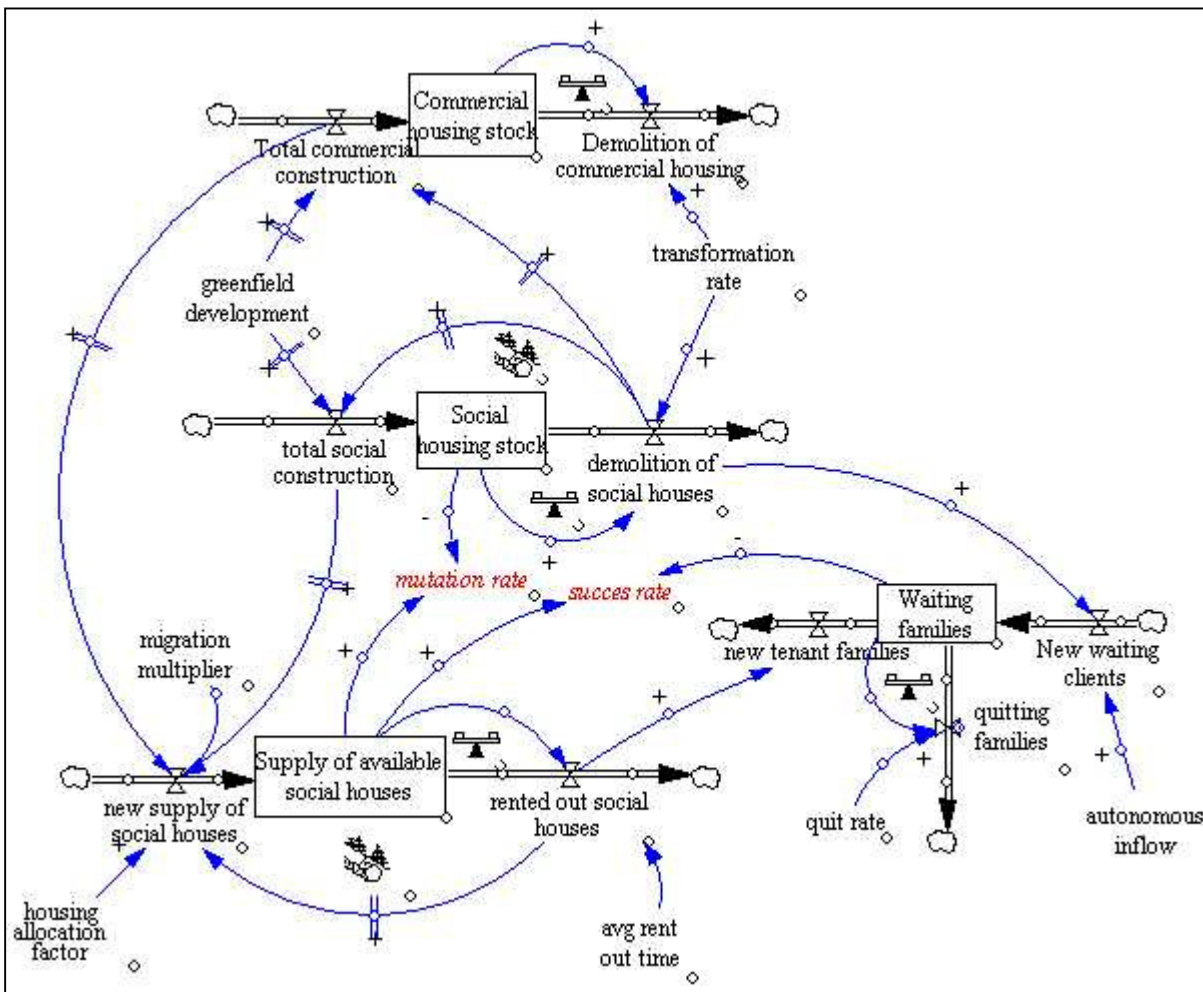 +
Commercial
housing stock
Total commercial
construction
Demolition of
commercial housing
+
+
greenfield
development
+
transformation
rate
+
+
+
+
Social
housing stock
total social
construction
demolition of
social houses
+
-
-
+
mutation rate
succes rate
+
Waiting
families
new tenant families
New waiting
clients
migration
multiplier
+
+
+
quitting
families
+
+
Supply of available
social houses
new supply of
social houses
rented out social
houses
quit rate
autonomous
inflow
+
housing
allocation
factor
+
avg rent
out time